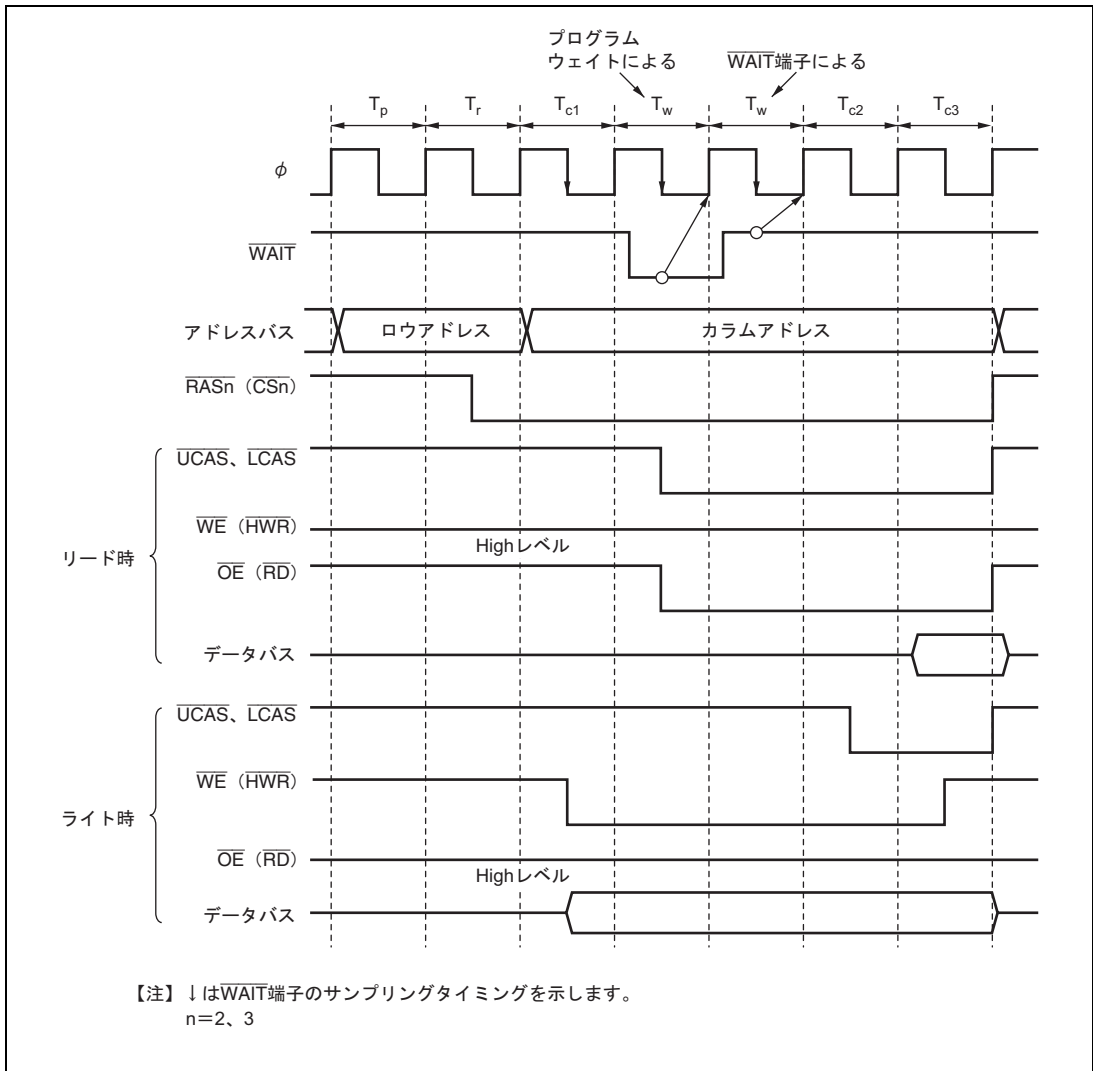 プログラム
ウェイトによる
WAIT端子による
Tp Tr Tc1 Tw Tw Tc2 Tc3
φ
WAIT
アドレスバス ロウアドレス カラムアドレス
RASn（CSn）
UCAS、LCAS
WE（HWR）
Highレベル
リード時
OE（RD）
データバス
UCAS、LCAS
WE（HWR）
ライト時
OE（RD）
Highレベル
データバス
【注】↓はWAIT端子のサンプリングタイミングを示します。
n＝2、3